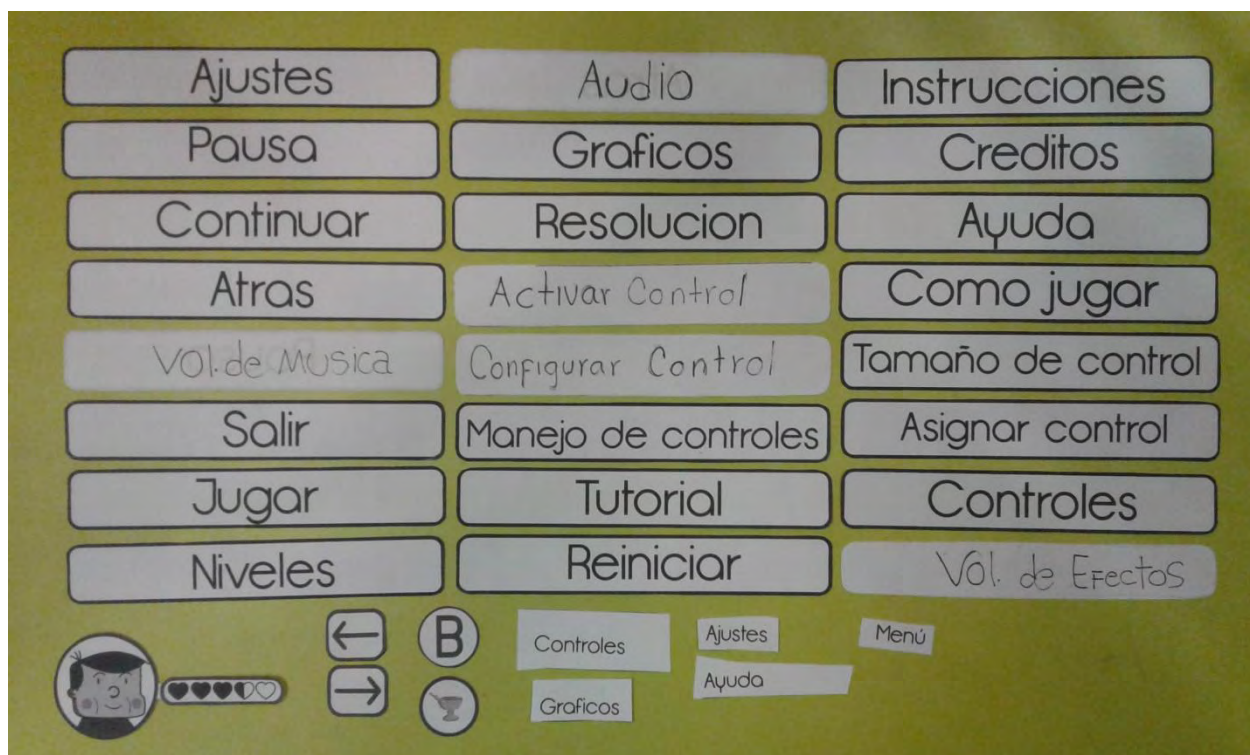 Ajustes
Audio
Instrucciones
Pausa
Graficos
Creditos
Continuar
Resolucion
Ayuda
Atras
Activar Control
Como jugar
Vol. de Musica
Configurar Control
Tamaño de control
Salir
Manejo de controles
Asignar control
Jugar
Tutorial
Controles
Niveles
Reiniciar
Vol. de Efectos
B
Controles
Ajustes
Menú
Ayuda
Graficos